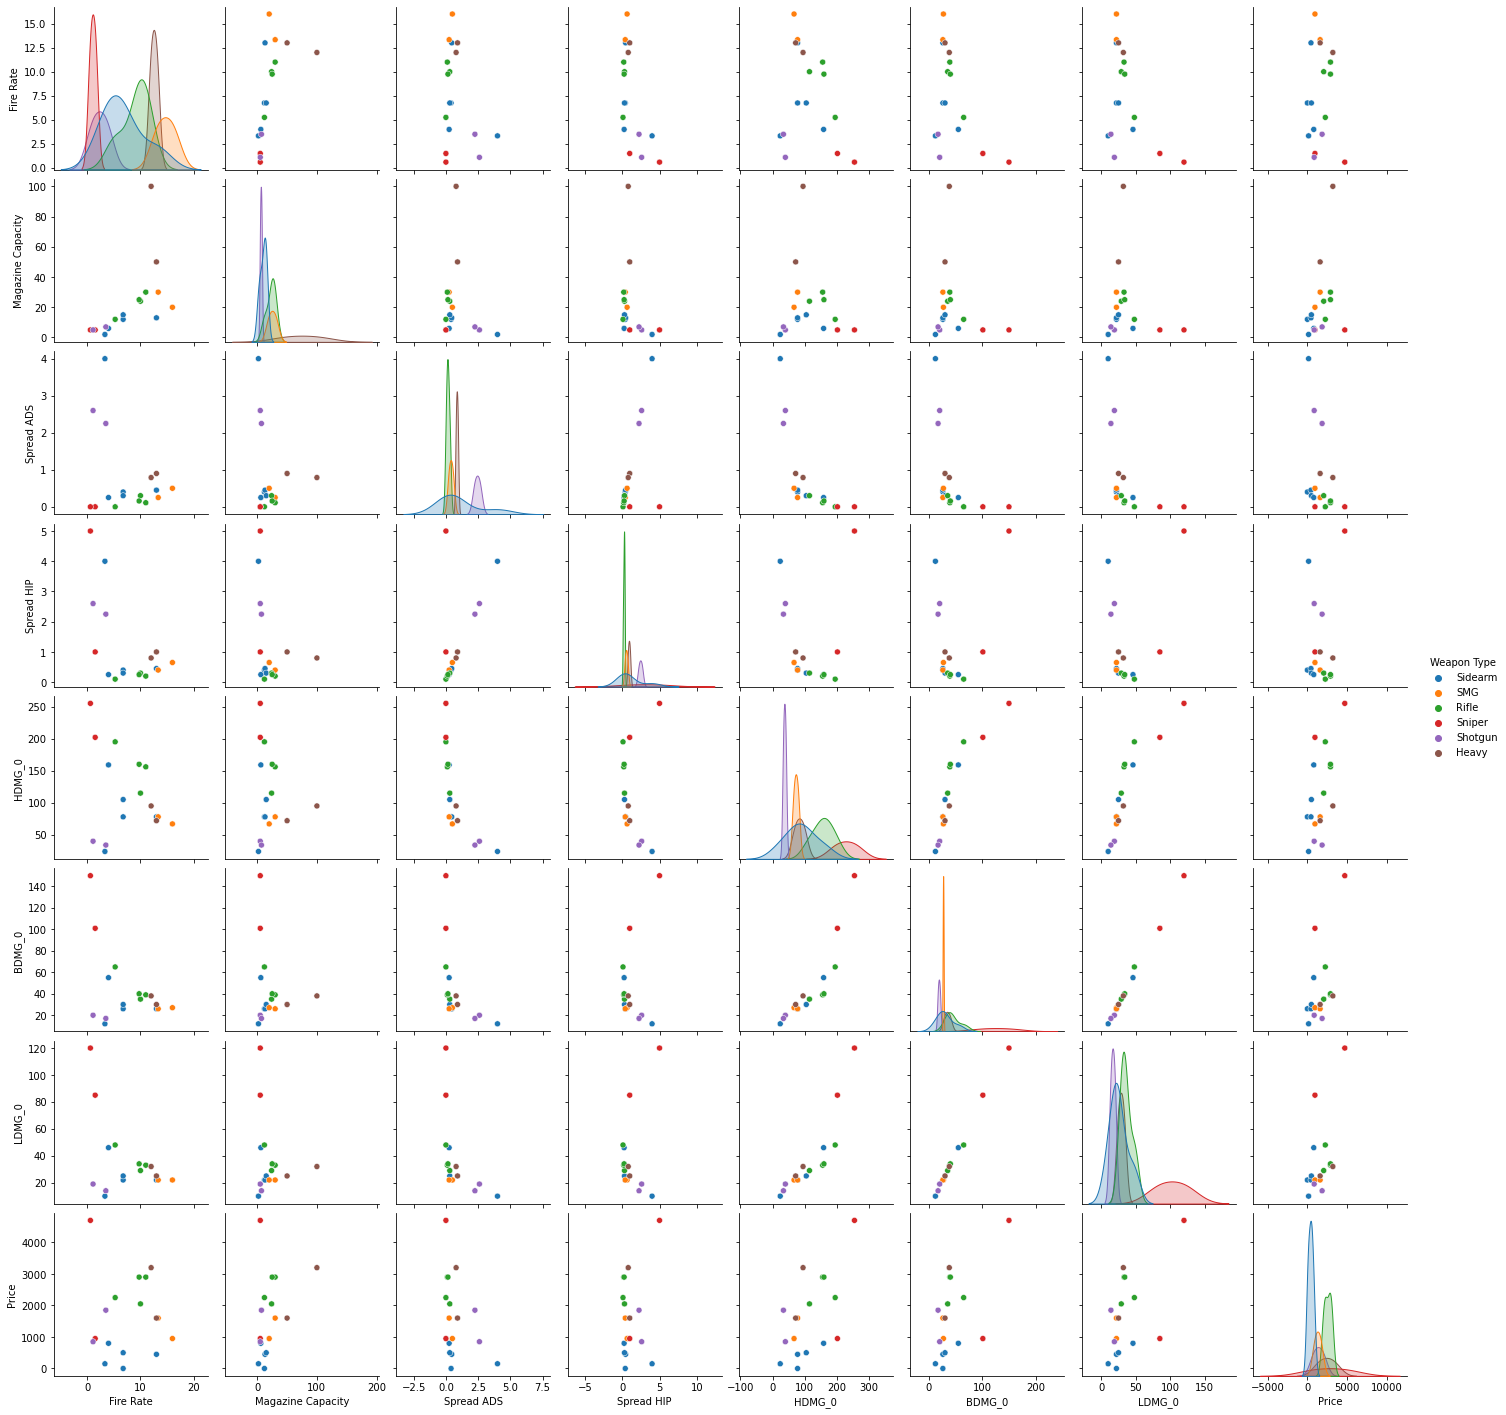 Fire Rate
15.0
12.5
10.0
7.5
5.0
2.5
0.0
Magazine Capacity
100
80
60
40
20
0
Spread ADS
4
3
2
1
0
Spread HIP
5
4
3
2
1
0
HDMG_0
250
200
150
100
50
BDMG_0
140
120
100
80
60
40
20
LDMG_0
120
100
80
60
40
20
Price
4000
3000
2000
1000
0
0 10 20
Fire Rate
0 100 200
Magazine Capacity
−2.5 0.0 2.5 5.0 7.5
Spread ADS
−5 0 5 10
Spread HIP
−100 0 100 200 300
HDMG_0
0 100 200
BDMG_0
0 50 100 150
LDMG_0
−5000 0 5000 10000
Price
Weapon Type
Sidearm
SMG
Rifle
Sniper
Shotgun
Heavy